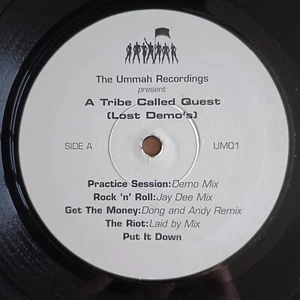 The Ummah Recordings
present
A Tribe Called Quest
(Lost Demo's)
SIDE A UM01
Practice Session:Demo Mix
Rock 'n' Roll:Jay Dee Mix
Get The Money:Dong and Andy Remix
The Riot:Laid by Mix
Put It Down